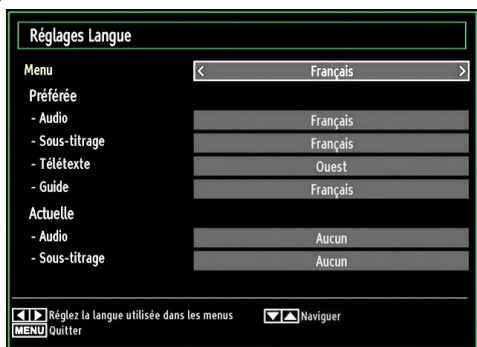 Réglages Langue
Menu < Français >
Préférée
- Audio Français
- Sous-titrage Français
- Télétexte Ouest
- Guide Français
Actuelle
- Audio Aucun
- Sous-titrage Aucun
Réglez la langue utilisée dans les menus Naviguer
MENU Quitter